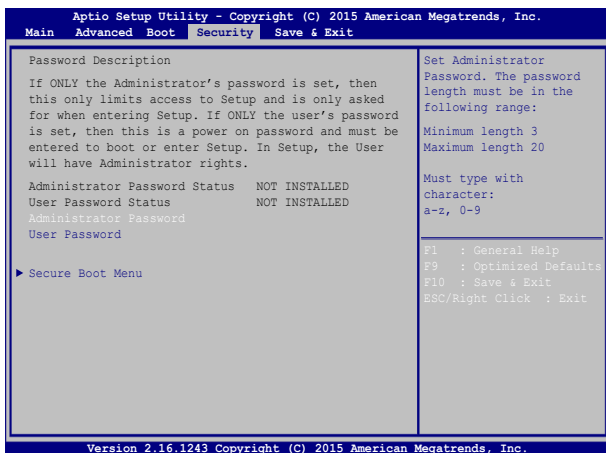 Aptio Setup Utility - Copyright (C) 2015 American Megatrends, Inc.
Main Advanced Boot Security Save & Exit
Password Description
If ONLY the Administrator's password is set, then
this only limits access to Setup and is only asked
for when entering Setup. If ONLY the user's password
is set, then this is a power on password and must be
entered to boot or enter Setup. In Setup, the User
will have Administrator rights.
Administrator Password Status NOT INSTALLED
User Password Status NOT INSTALLED
Administrator Password
User Password
Secure Boot Menu
Set Administrator
Password. The password
length must be in the
following range:
Minimum length 3
Maximum length 20
Must type with
character:
a-z, 0-9
F1 : General Help
F9 : Optimized Defaults
F10 : Save & Exit
ESC/Right Click : Exit
Version 2.16.1243 Copyright (C) 2015 American Megatrends, Inc.